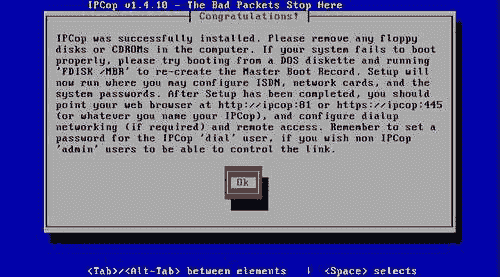 IPCop v1.4.10 - The Bad Packets Stop Here
Congratulations!
IPCop was successfully installed. Please remove any floppy
disks or CDROMs in the computer. If your system fails to boot
properly, please try booting from a DOS diskette and running
'FDISK /MBR' to re-create the Master Boot Record. Setup will
now run where you may configure ISDN, network cards, and the
system passwords. After Setup has been completed, you should
point your web browser at http://ipcop:81 or https://ipcop:445
(or whatever you name your IPCop), and configure dialup
networking (if required) and remote access. Remember to set a
password for the IPCop 'dial' user, if you wish non IPCop
'admin' users to be able to control the link.
Ok
<Tab>/<Alt-Tab> between elements | <Space> selects